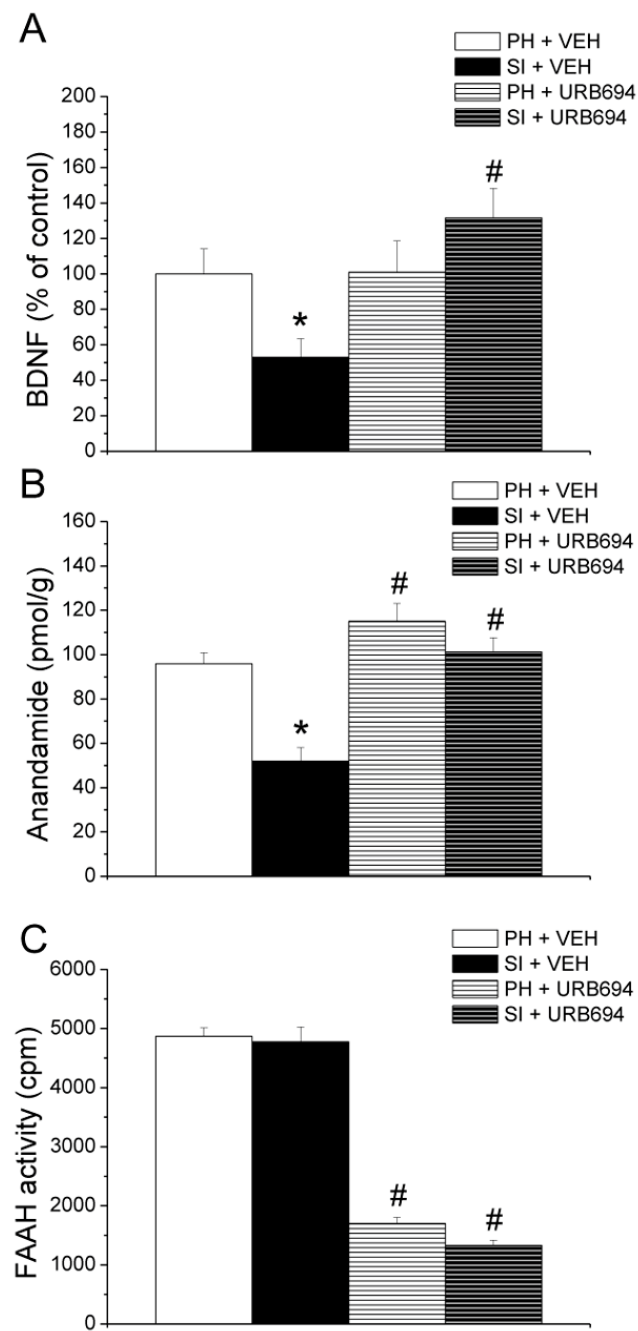 A
PH + VEH
SI + VEH
PH + URB694
SI + URB694
BDNF (% of control)
200
180
160
140
120
100
80
60
40
20
0
*
#
B
PH + VEH
SI + VEH
PH + URB694
SI + URB694
Anandamide (pmol/g)
160
140
120
100
80
60
40
20
0
*
#
#
C
PH + VEH
SI + VEH
PH + URB694
SI + URB694
FAAH activity (cpm)
6000
5000
4000
3000
2000
1000
0
#
#